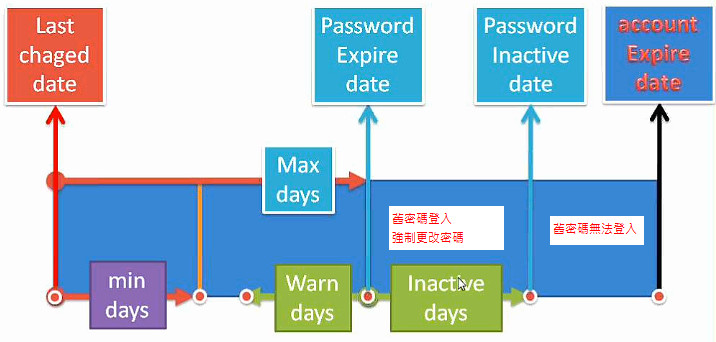 Last
chaged
date
Password
Expire
date
Password
Inactive
date
account
Expire
date
Max
days
舊密碼登入
強制更改密碼
舊密碼無法登入
min
days
Warn
days
Inactive
days